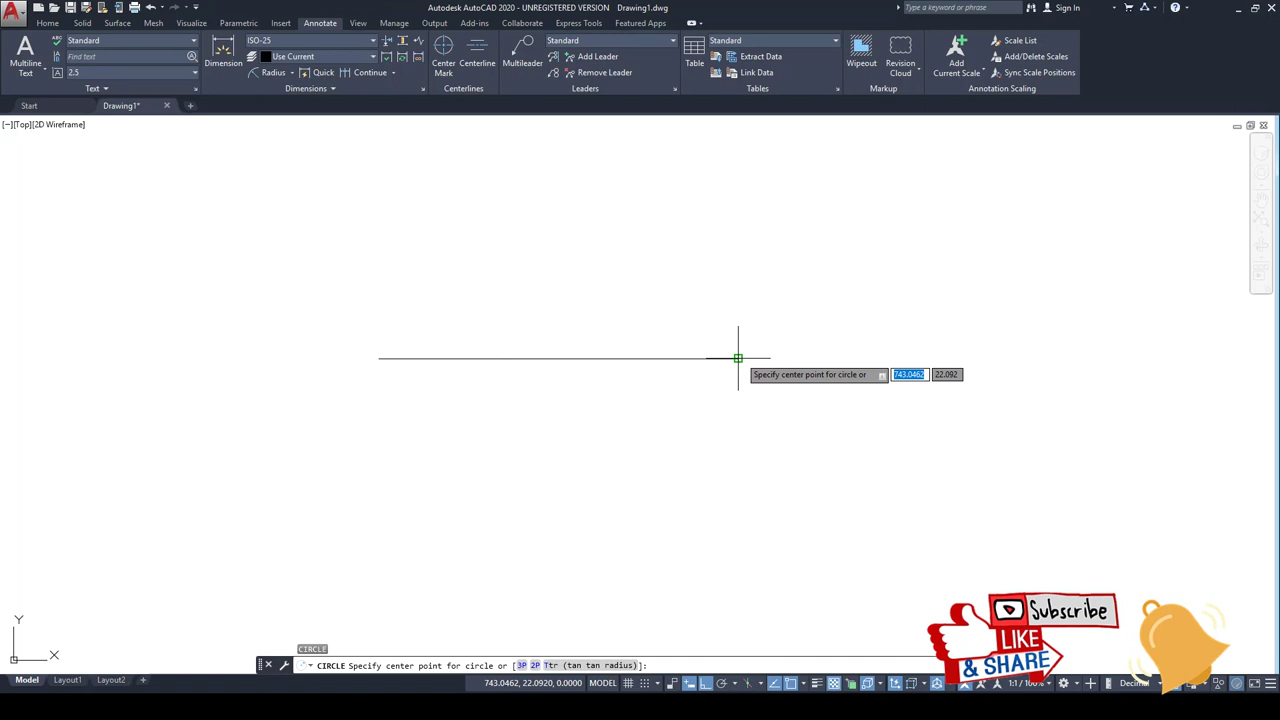 Autodesk AutoCAD 2020 - UNREGISTERED VERSION Drawing1.dwg
Type a keyword or phrase
Sign In
Home Solid Surface Mesh Visualize Parametric Insert Annotate View Manage Output Add-ins Collaborate Express Tools Featured Apps
Multiline Text
Standard
Find text
2.5
Text
Dimension
ISO-25
Use Current
Radius Quick Continue
Dimensions
Center Mark
Centerline
Centerlines
Multileader
Standard
Add Leader
Remove Leader
Leaders
Table
Standard
Extract Data
Link Data
Tables
Wipeout
Revision Cloud
Markup
Add Current Scale
Scale List
Add/Delete Scales
Sync Scale Positions
Annotation Scaling
Start Drawing1*
[−][Top][2D Wireframe]
Specify center point for circle or 743.0462 22.092
Y
X
Subscribe
LIKE
& SHARE
CIRCLE
CIRCLE Specify center point for circle or [3P 2P Ttr (tan tan radius)]:
Model Layout1 Layout2
743.0462, 22.0920, 0.0000 MODEL
1:1 / 100%
Decimal